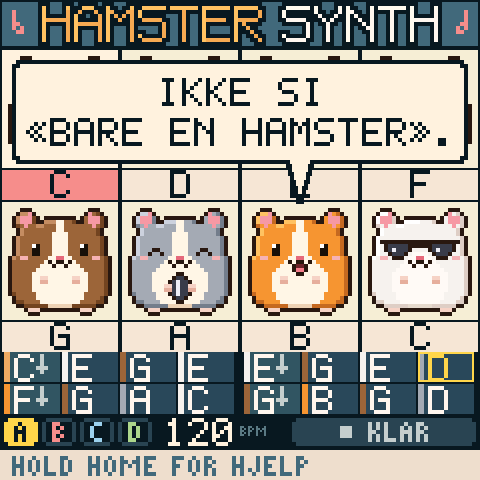 HAMSTER SYNTH
IKKE SI
«BARE EN HAMSTER».
C D F
G A B C
C↓ E G E E↓ G E D
F↓ G A C G↓ B G D
A B C D 120 BPM ■ KLAR
HOLD HOME FOR HJELP